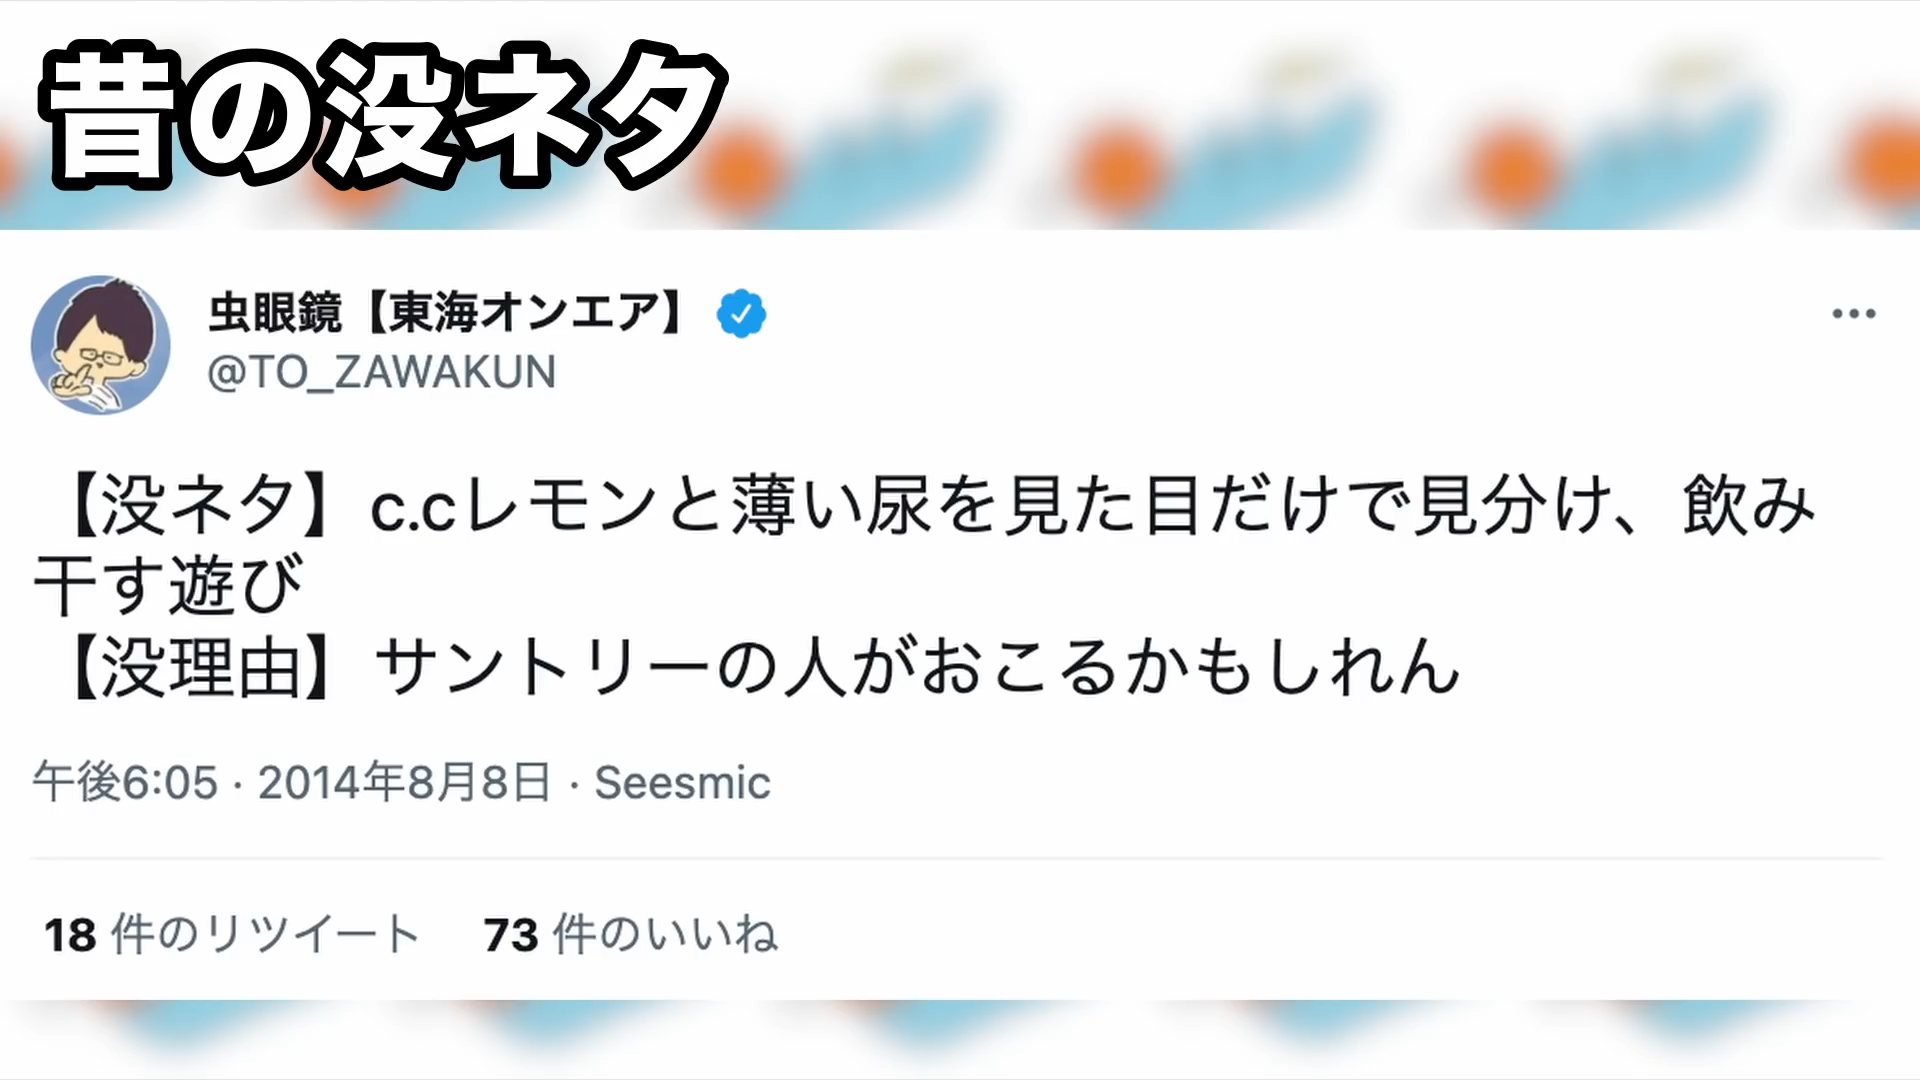 昔の没ネタ
虫眼鏡【東海オンエア】
@TO_ZAWAKUN
【没ネタ】c.cレモンと薄い尿を見た目だけで見分け、飲み
干す遊び
【没理由】サントリーの人がおこるかもしれん
午後6:05 · 2014年8月8日 · Seesmic
18 件のリツイート 73 件のいいね